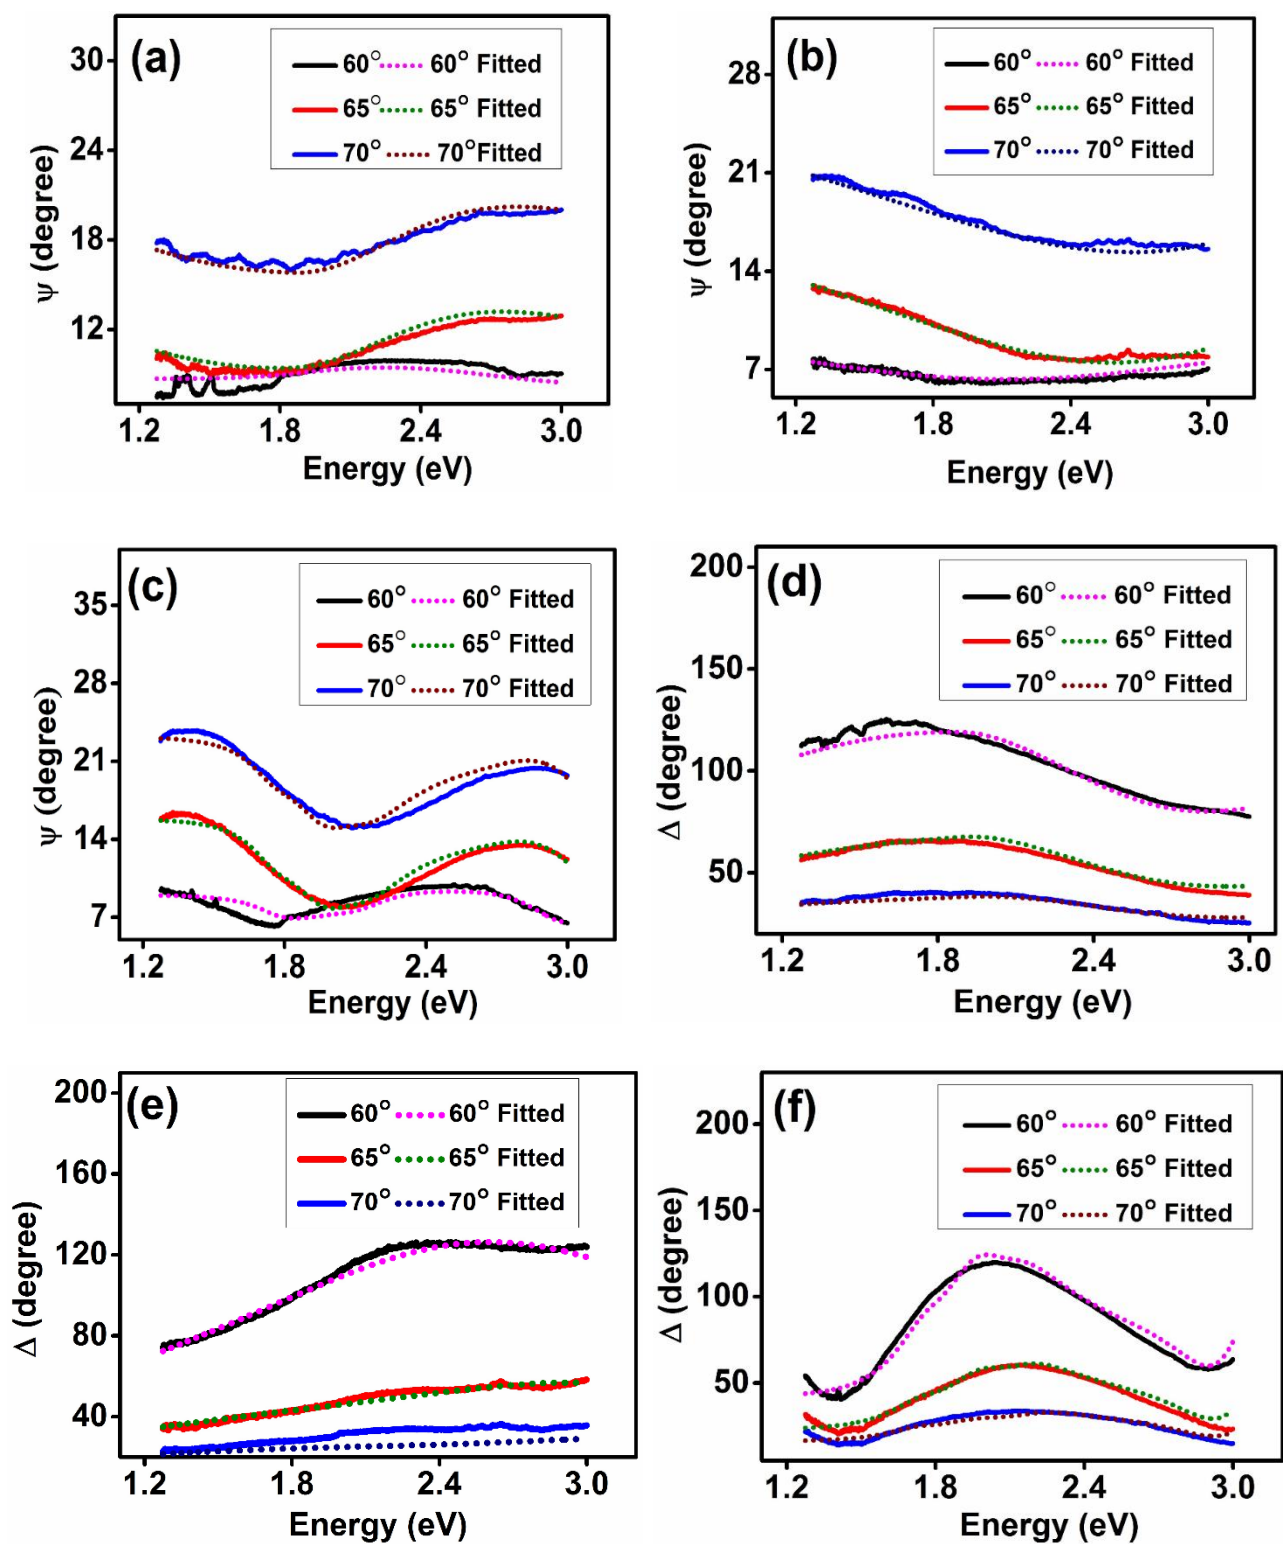 (a)
60° 60° Fitted
65° 65° Fitted
70° 70°Fitted
30
24
18
12
ψ (degree)
1.2 1.8 2.4 3.0
Energy (eV)
(b)
60° 60° Fitted
65° 65° Fitted
70° 70° Fitted
28
21
14
7
ψ (degree)
1.2 1.8 2.4 3.0
Energy (eV)
(c)
60° 60° Fitted
65° 65° Fitted
70° 70° Fitted
35
28
21
14
7
ψ (degree)
1.2 1.8 2.4 3.0
Energy (eV)
(d)
60° 60° Fitted
65° 65° Fitted
70° 70° Fitted
200
150
100
50
Δ (degree)
1.2 1.8 2.4 3.0
Energy (eV)
(e)
60° 60° Fitted
65° 65° Fitted
70° 70° Fitted
200
160
120
80
40
Δ (degree)
1.2 1.8 2.4 3.0
Energy (eV)
(f)
60° 60° Fitted
65° 65° Fitted
70° 70° Fitted
200
150
100
50
Δ (degree)
1.2 1.8 2.4 3.0
Energy (eV)